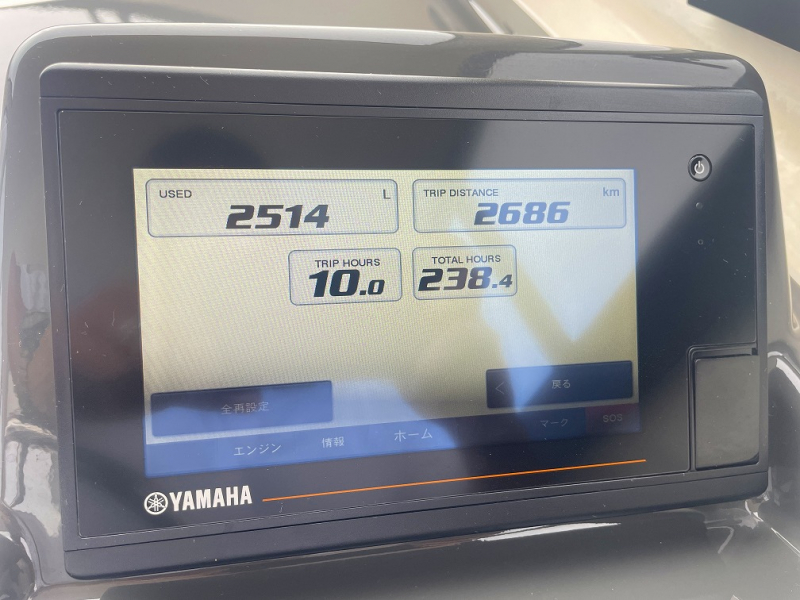 USED L
2514
TRIP DISTANCE km
2686
TRIP HOURS
10.0
TOTAL HOURS
238.4
全再設定
戻る
エンジン 情報 ホーム マーク SOS
YAMAHA